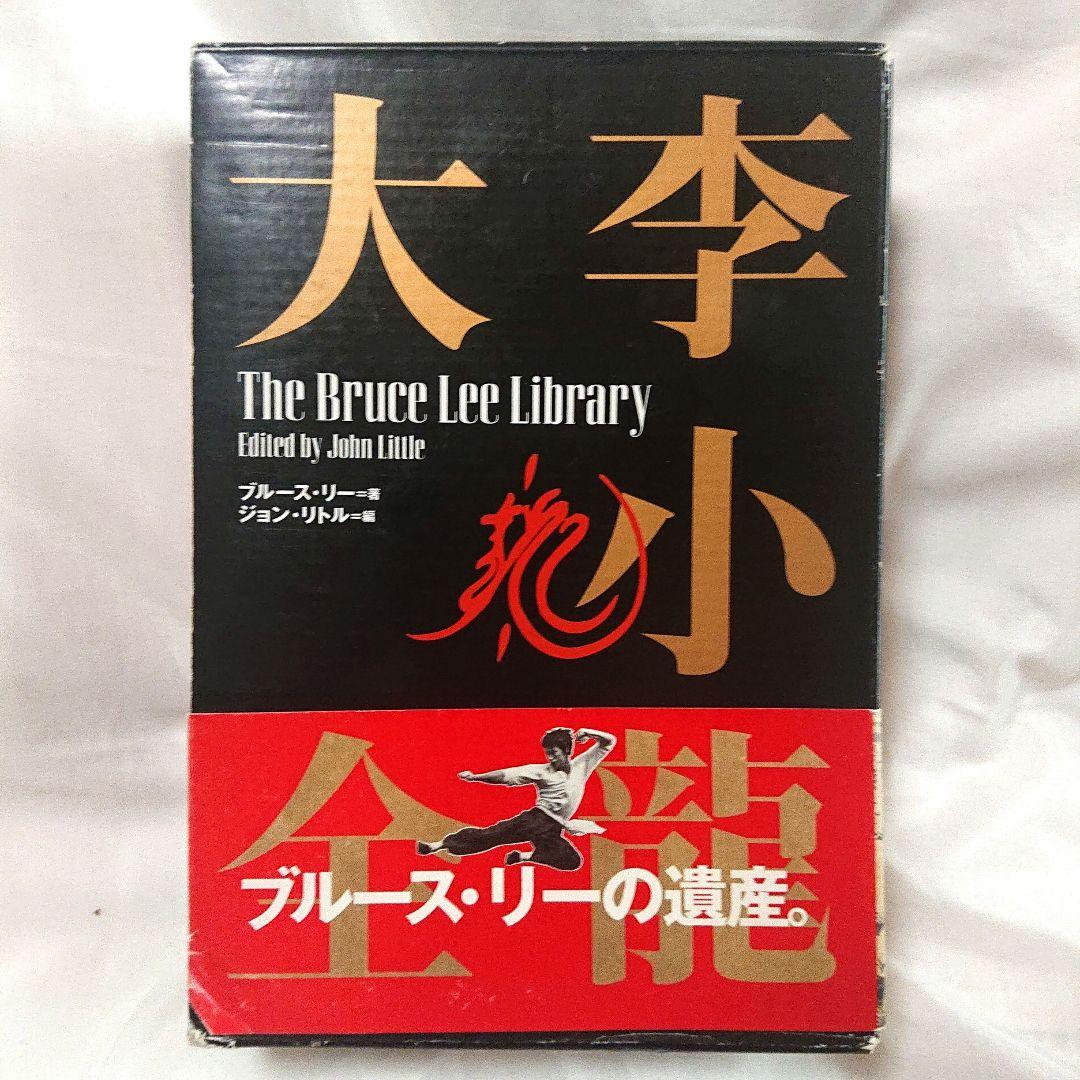 李小龍
大全
The Bruce Lee Library
Edited by John Little
ブルース・リー=著
ジョン・リトル=編
ブルース・リーの遺産。